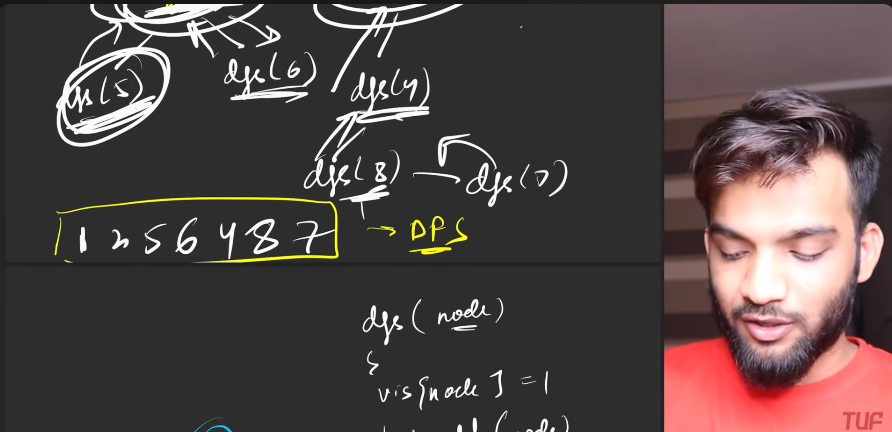 dfs(5)
dfs(6)
dfs(4)
dfs(8)
dfs(7)
1 2 5 6 4 8 7 → DFS
dfs(node)
{
vis[node] = 1
(node)
TUF